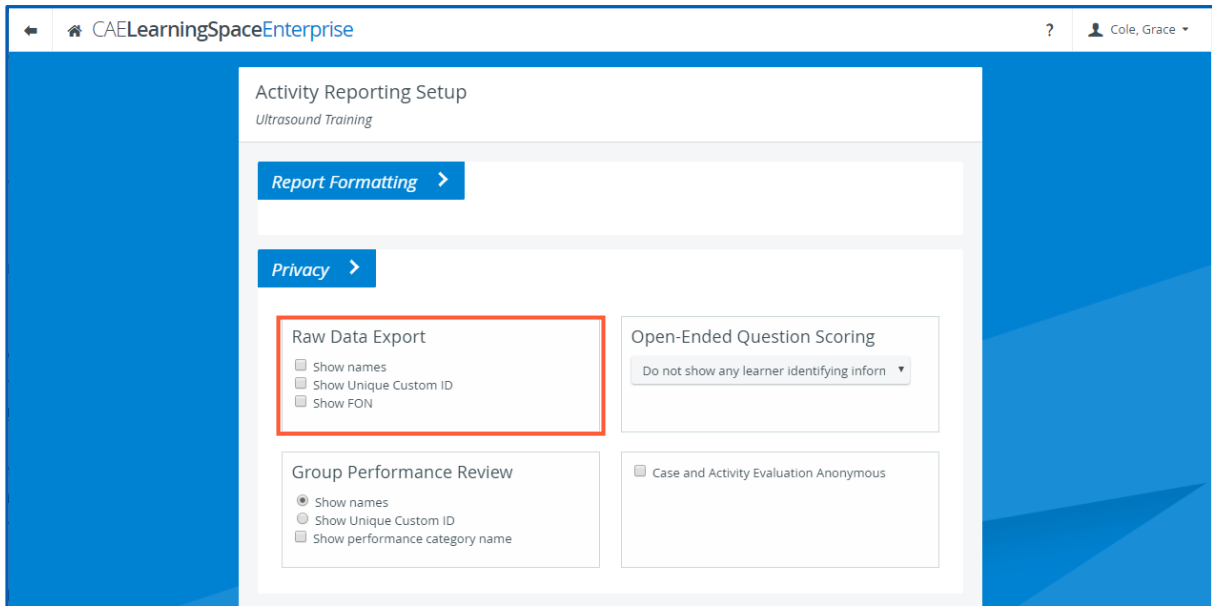 CAELearningSpaceEnterprise
?
Cole, Grace
Activity Reporting Setup
Ultrasound Training
Report Formatting
Privacy
Raw Data Export
Show names
Show Unique Custom ID
Show FON
Open-Ended Question Scoring
Do not show any learner identifying inforn
Group Performance Review
Show names
Show Unique Custom ID
Show performance category name
Case and Activity Evaluation Anonymous